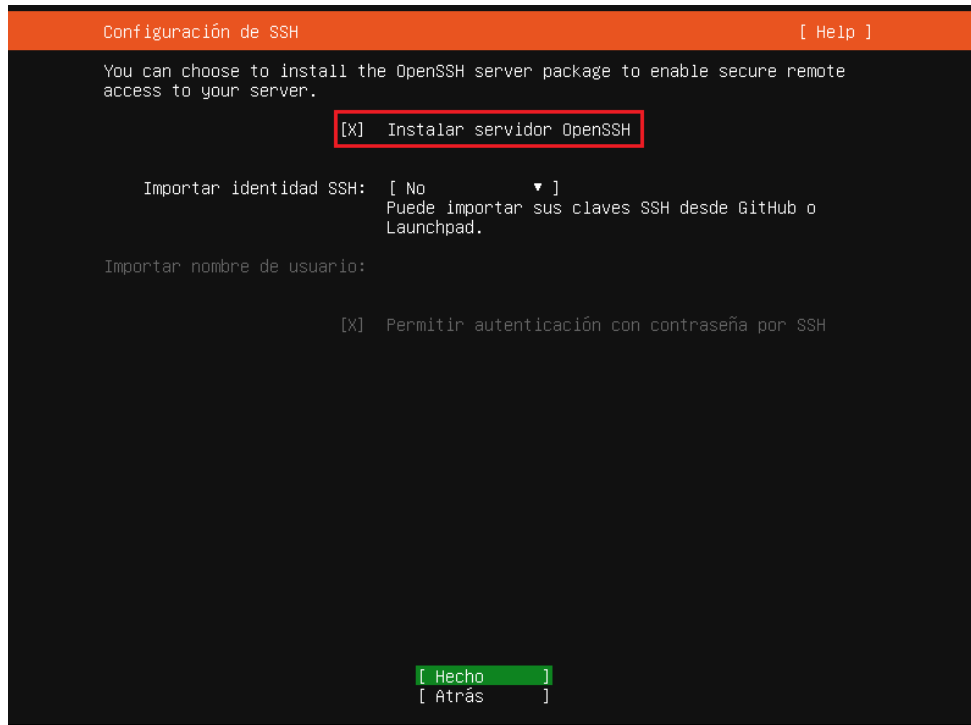 Configuración de SSH [ Help ]
You can choose to install the OpenSSH server package to enable secure remote
access to your server.
[X] Instalar servidor OpenSSH
Importar identidad SSH: [ No ▾ ]
Puede importar sus claves SSH desde GitHub o
Launchpad.
Importar nombre de usuario:
[X] Permitir autenticación con contraseña por SSH
[ Hecho ]
[ Atrás ]